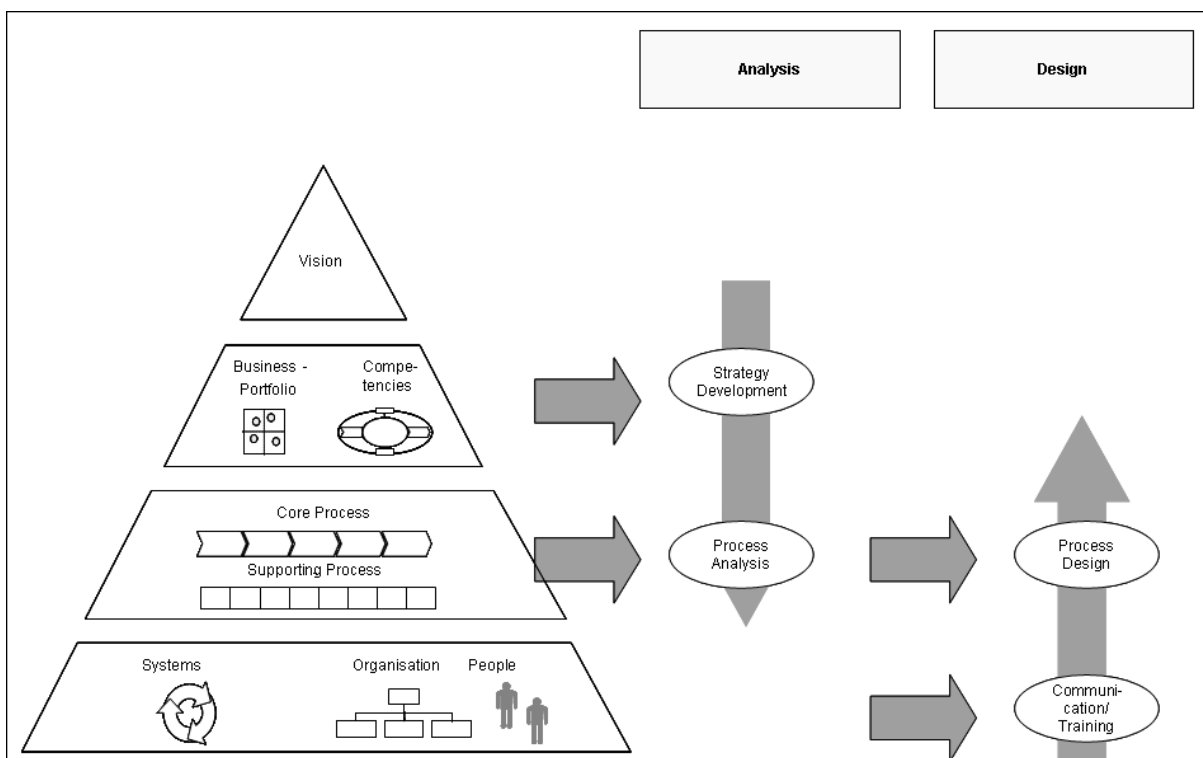 Analysis
Design
Vision
Business -
Portfolio
Compe-
tencies
Strategy
Development
Core Process
Supporting Process
Process
Analysis
Process
Design
Systems
Organisation
People
Communi-
cation/
Training